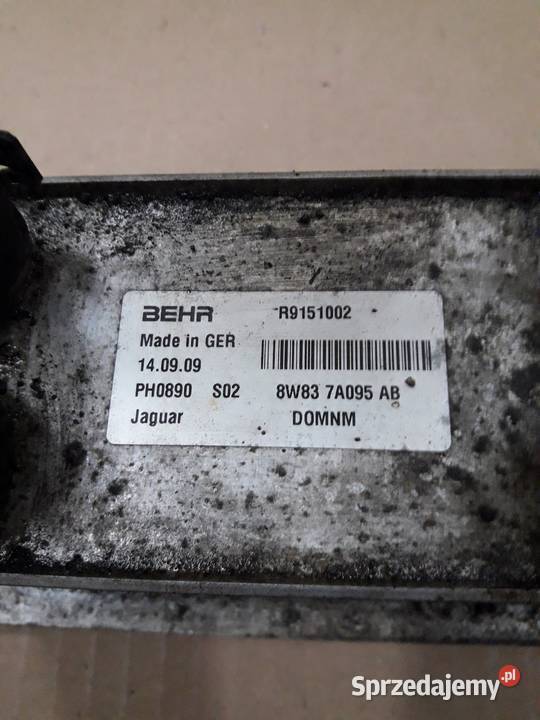 BEHR R9151002
Made in GER
14.09.09
PH0890 S02 8W83 7A095 AB
Jaguar DOMNM
Sprzedajemy.pl